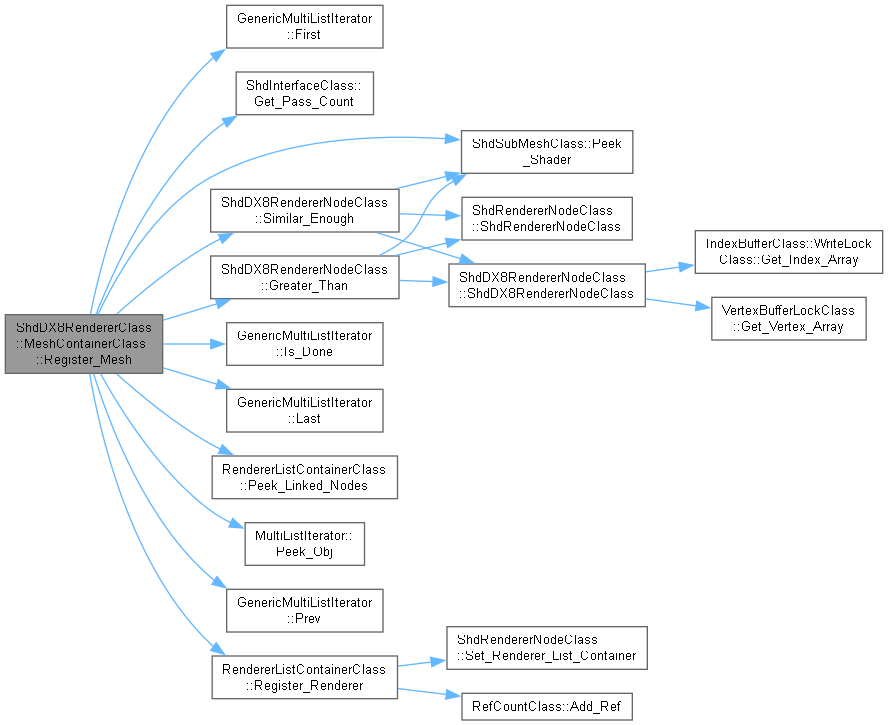 GenericMultiListIterator
::First
ShdInterfaceClass::
Get_Pass_Count
ShdSubMeshClass::Peek
_Shader
ShdDX8RendererNodeClass
::Similar_Enough
ShdRendererNodeClass
::ShdRendererNodeClass
IndexBufferClass::WriteLock
Class::Get_Index_Array
ShdDX8RendererNodeClass
::Greater_Than
ShdDX8RendererNodeClass
::ShdDX8RendererNodeClass
VertexBufferLockClass
::Get_Vertex_Array
ShdDX8RendererClass
::MeshContainerClass
::Register_Mesh
GenericMultiListIterator
::Is_Done
GenericMultiListIterator
::Last
RendererListContainerClass
::Peek_Linked_Nodes
MultiListIterator::
Peek_Obj
GenericMultiListIterator
::Prev
ShdRendererNodeClass
::Set_Renderer_List_Container
RendererListContainerClass
::Register_Renderer
RefCountClass::Add_Ref